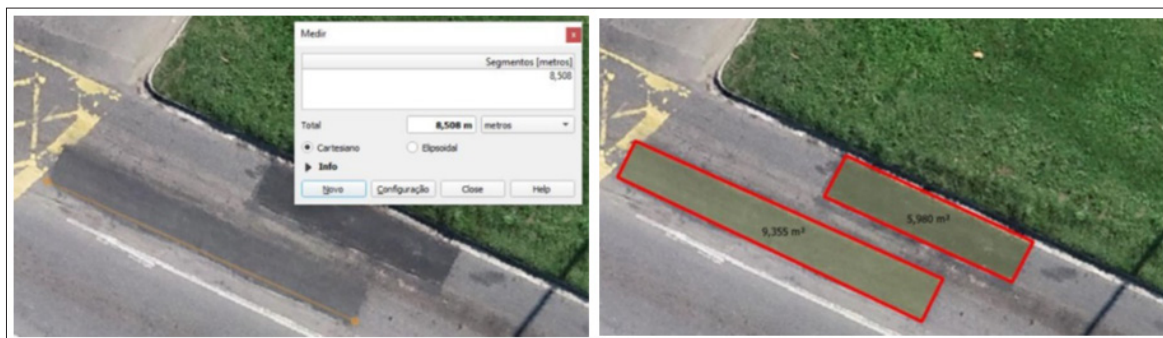 Medir
Segmentos [metros]
8,508
Total
8,508 m
metros
Cartesiano
Elipsoidal
Info
Novo
Configuração
Close
Help
9,355 m²
5,980 m²